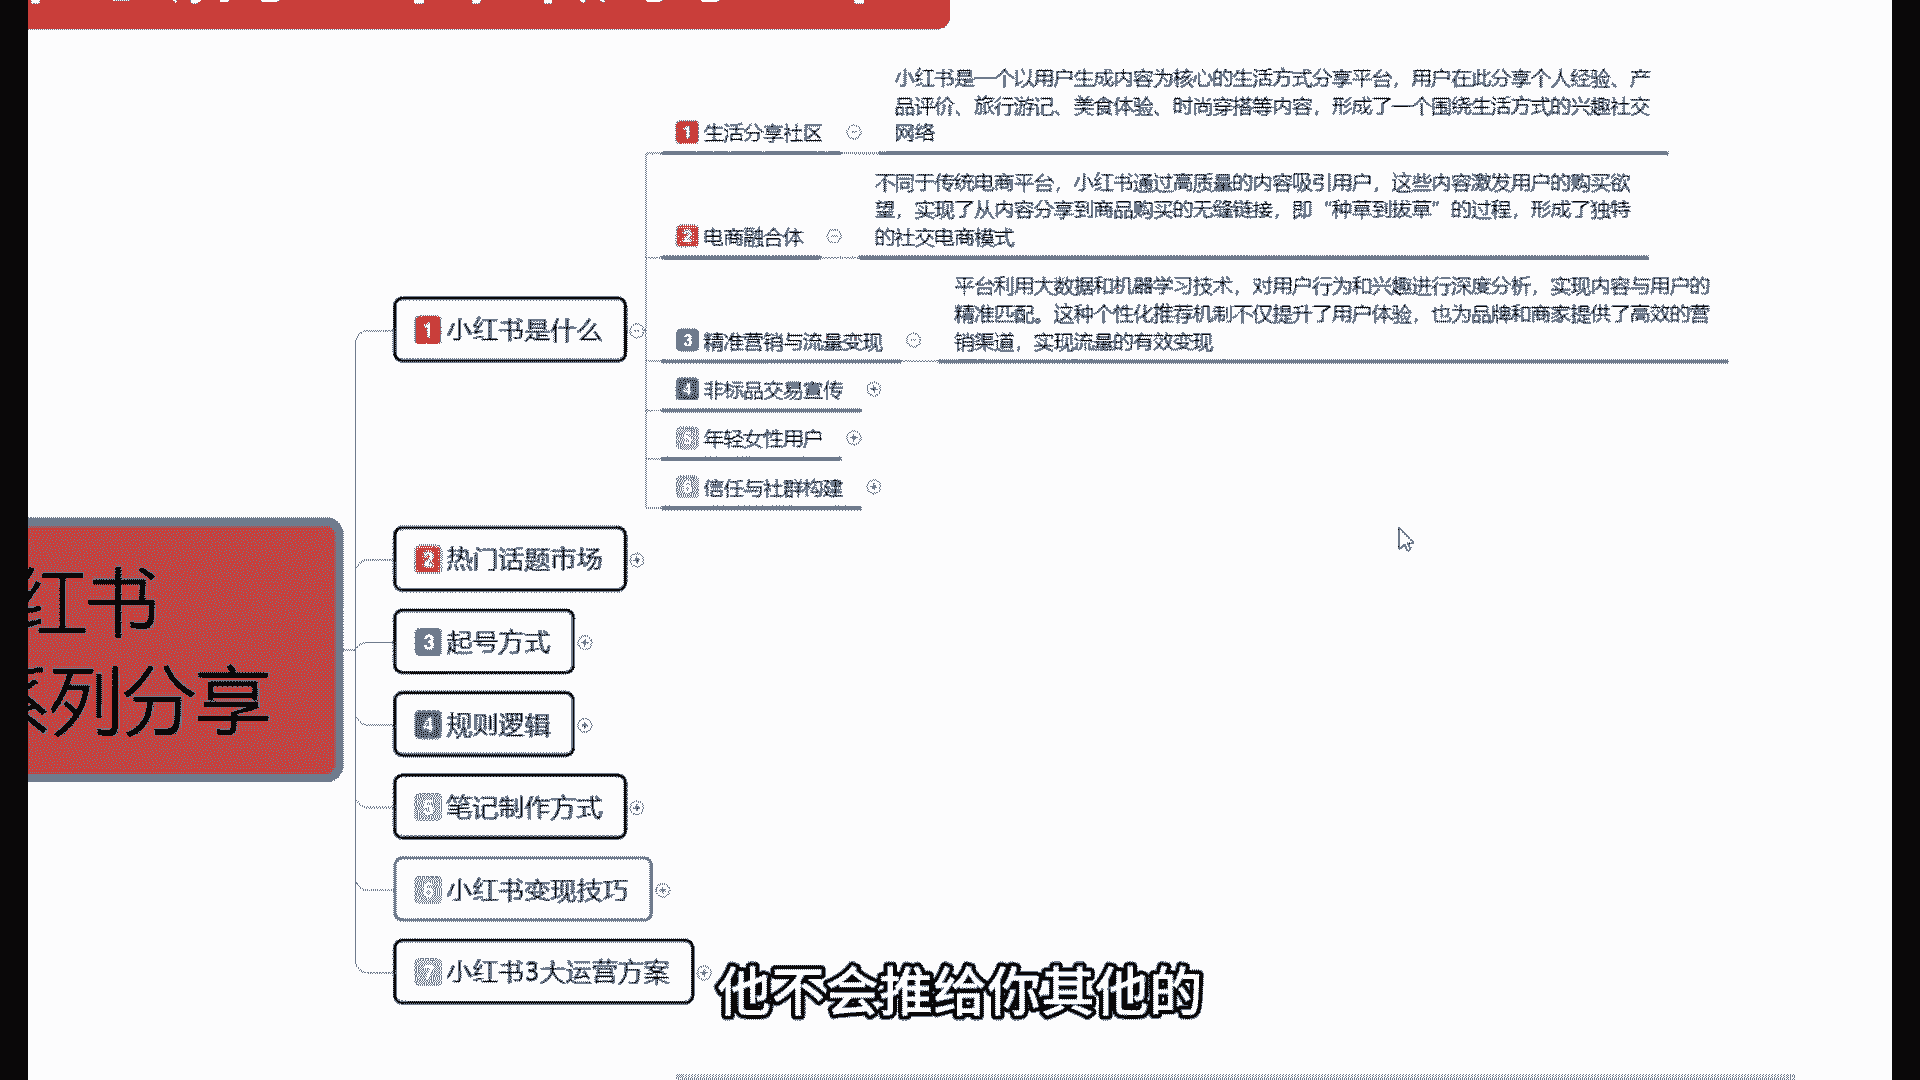 小红书是一个以用户生成内容为核心的生活方式分享平台，用户在此分享个人经验、产
品评价、旅行游记、美食体验、时尚穿搭等内容，形成了一个围绕生活方式的兴趣社交
网络
1 生活分享社区
不同于传统电商平台，小红书通过高质量的内容吸引用户，这些内容激发用户的购买欲
望，实现了从内容分享到商品购买的无缝链接，即“种草到拔草”的过程，形成了独特
的社交电商模式
2 电商融合体
平台利用大数据和机器学习技术，对用户行为和兴趣进行深度分析，实现内容与用户的
精准匹配。这种个性化推荐机制不仅提升了用户体验，也为品牌和商家提供了高效的营
销渠道，实现流量的有效变现
1 小红书是什么
3 精准营销与流量变现
4 非标品交易宣传
5 年轻女性用户
6 信任与社群构建
2 热门话题市场
红书
系列分享
3 起号方式
4 规则逻辑
5 笔记制作方式
6 小红书变现技巧
7 小红书3大运营方案
他不会推给你其他的